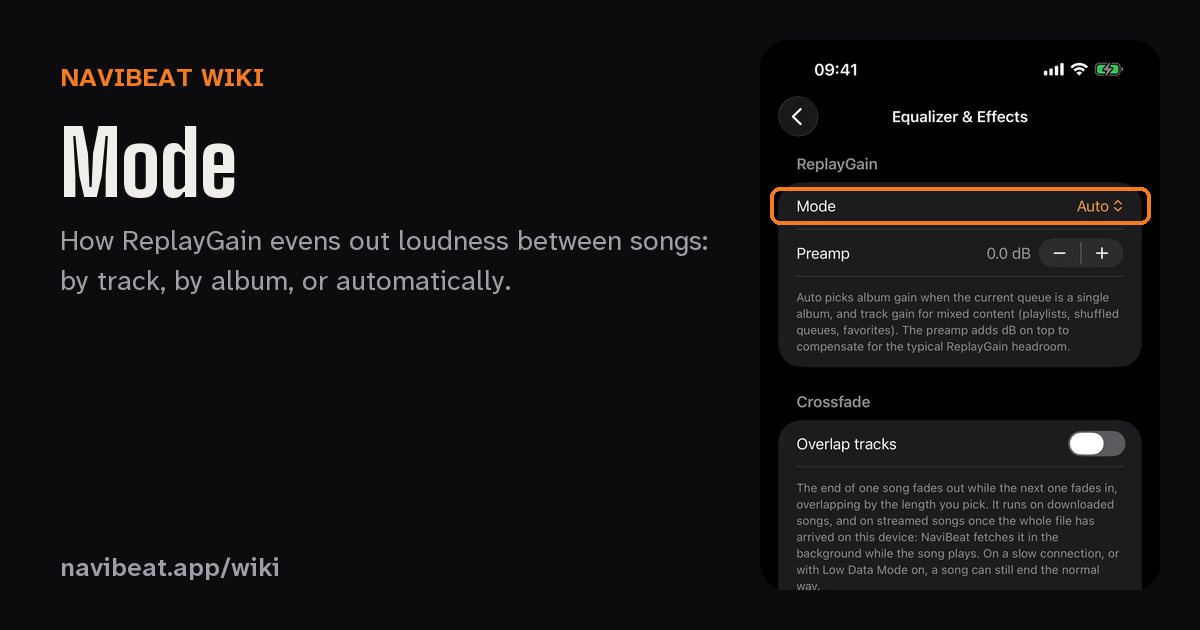 NAVIBEAT WIKI
Mode
How ReplayGain evens out loudness between songs:
by track, by album, or automatically.
navibeat.app/wiki
09:41
Equalizer & Effects
ReplayGain
Mode Auto
Preamp 0.0 dB − +
Auto picks album gain when the current queue is a single
album, and track gain for mixed content (playlists, shuffled
queues, favorites). The preamp adds dB on top to
compensate for the typical ReplayGain headroom.
Crossfade
Overlap tracks
The end of one song fades out while the next one fades in,
overlapping by the length you pick. It runs on downloaded
songs, and on streamed songs once the whole file has
arrived on this device: NaviBeat fetches it in the
background while the song plays. On a slow connection, or
with Low Data Mode on, a song can still end the normal
way.